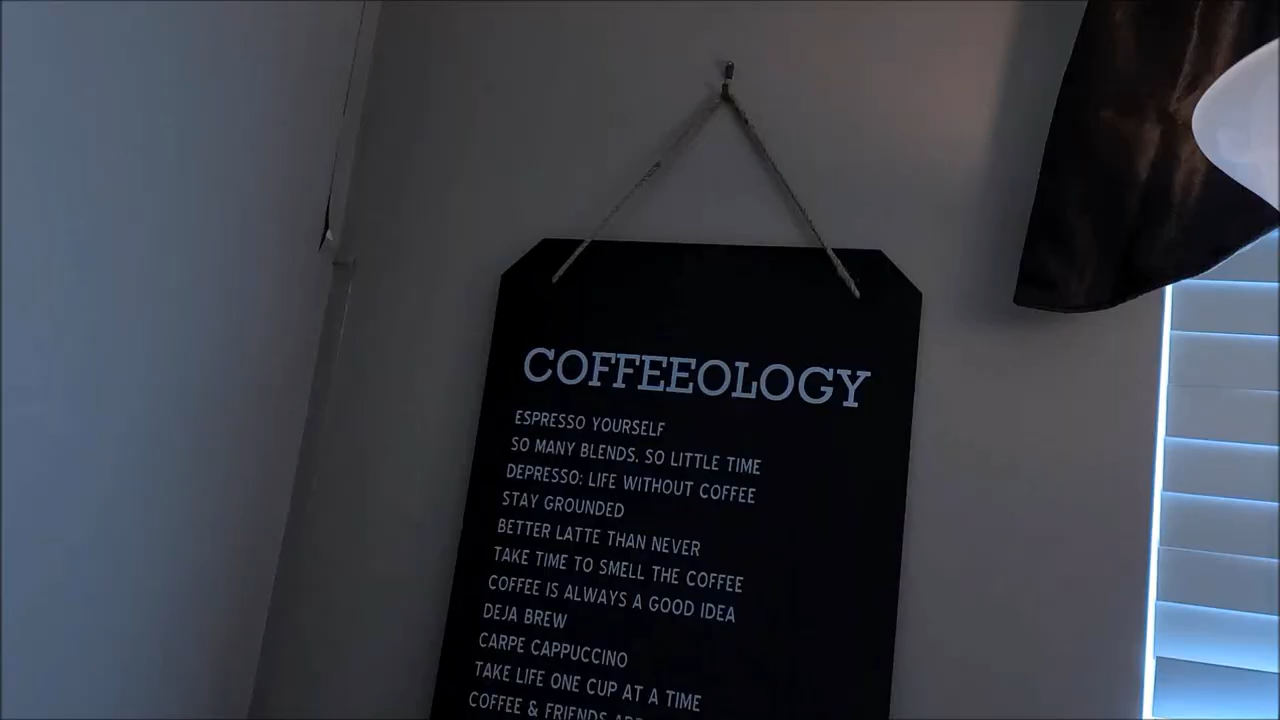 COFFEEOLOGY
ESPRESSO YOURSELF
SO MANY BLENDS, SO LITTLE TIME
DEPRESSO: LIFE WITHOUT COFFEE
STAY GROUNDED
BETTER LATTE THAN NEVER
TAKE TIME TO SMELL THE COFFEE
COFFEE IS ALWAYS A GOOD IDEA
DEJA BREW
CARPE CAPPUCCINO
TAKE LIFE ONE CUP AT A TIME
COFFEE & FRIENDS